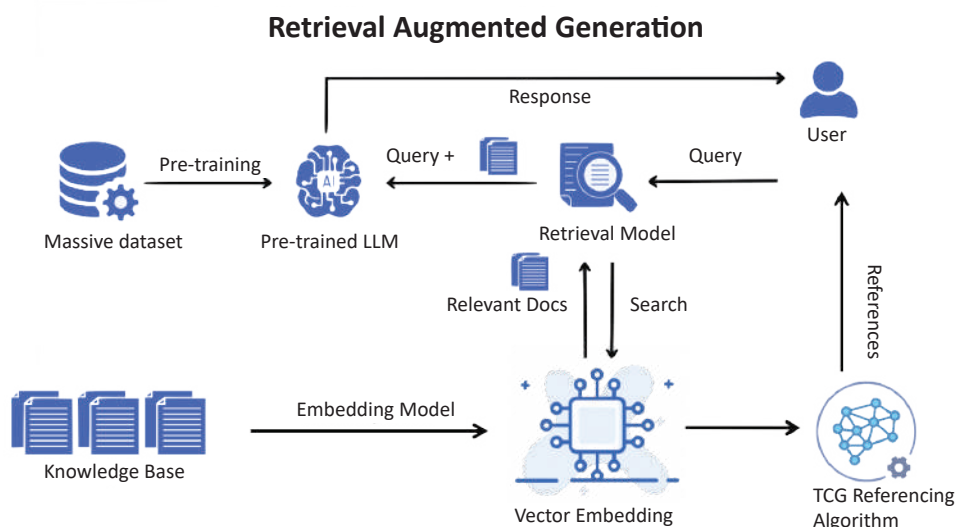 Retrieval Augmented Generation
Response
User
Pre-training
Query +
Query
AI
Massive dataset
Pre-trained LLM
Retrieval Model
Relevant Docs
Search
References
Embedding Model
Knowledge Base
Vector Embedding
TCG Referencing
Algorithm